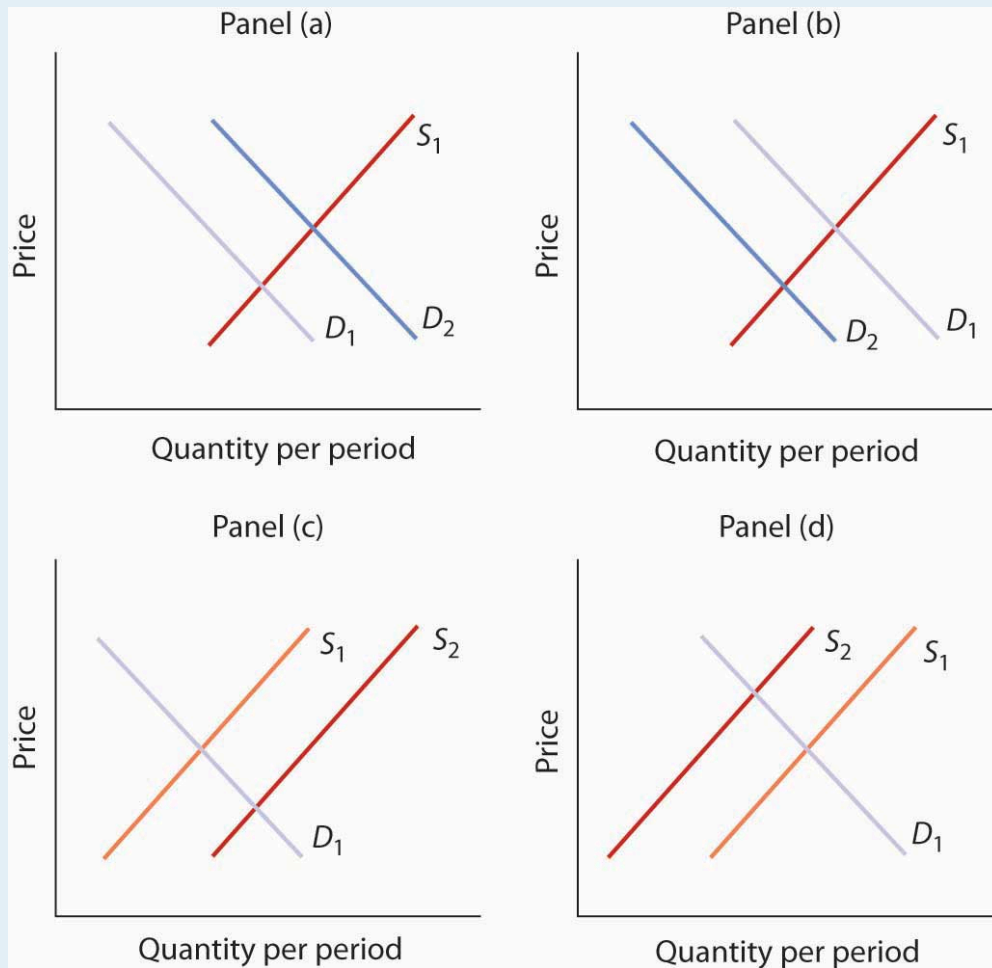 Panel (a)
Price
S₁
D₁
D₂
Quantity per period
Panel (b)
Price
S₁
D₂
D₁
Quantity per period
Panel (c)
Price
S₁
S₂
D₁
Quantity per period
Panel (d)
Price
S₂
S₁
D₁
Quantity per period